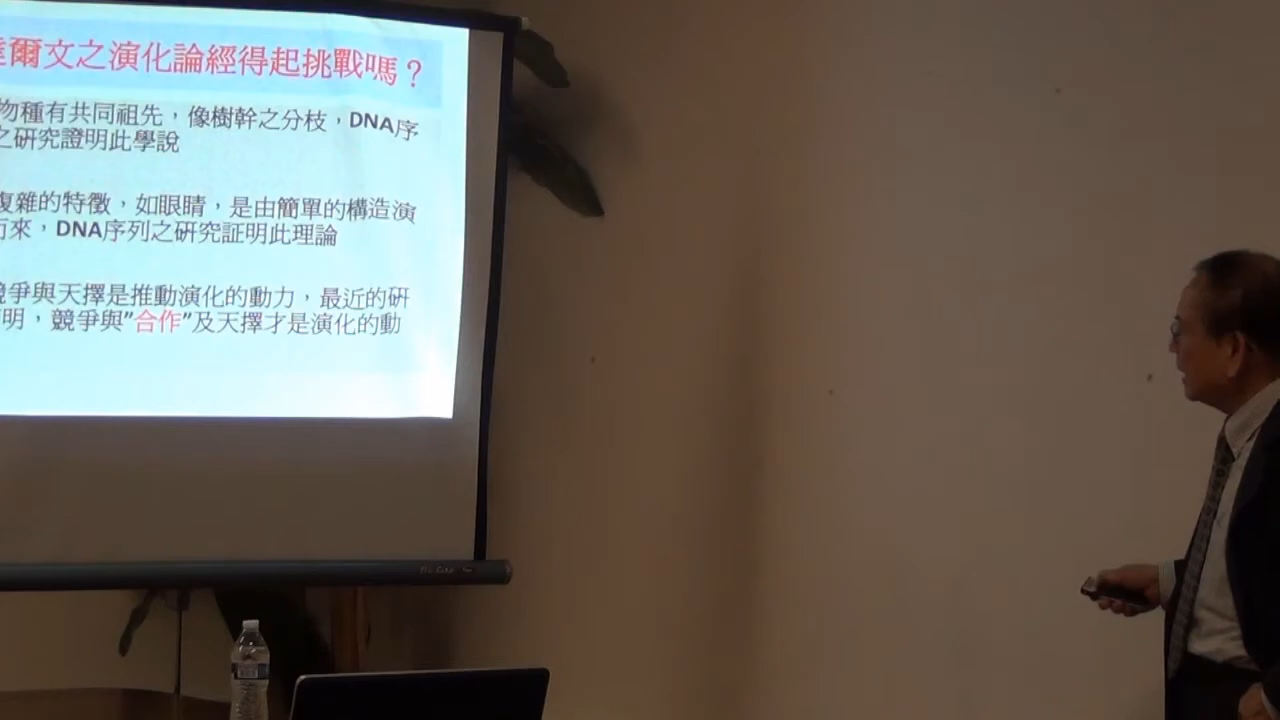 達爾文之演化論經得起挑戰嗎？
物種有共同祖先，像樹幹之分枝，DNA序
之研究證明此學說
複雜的特徵，如眼睛，是由簡單的構造演
而來，DNA序列之研究証明此理論
競爭與天擇是推動演化的動力，最近的研
明，競爭與"合作"及天擇才是演化的動